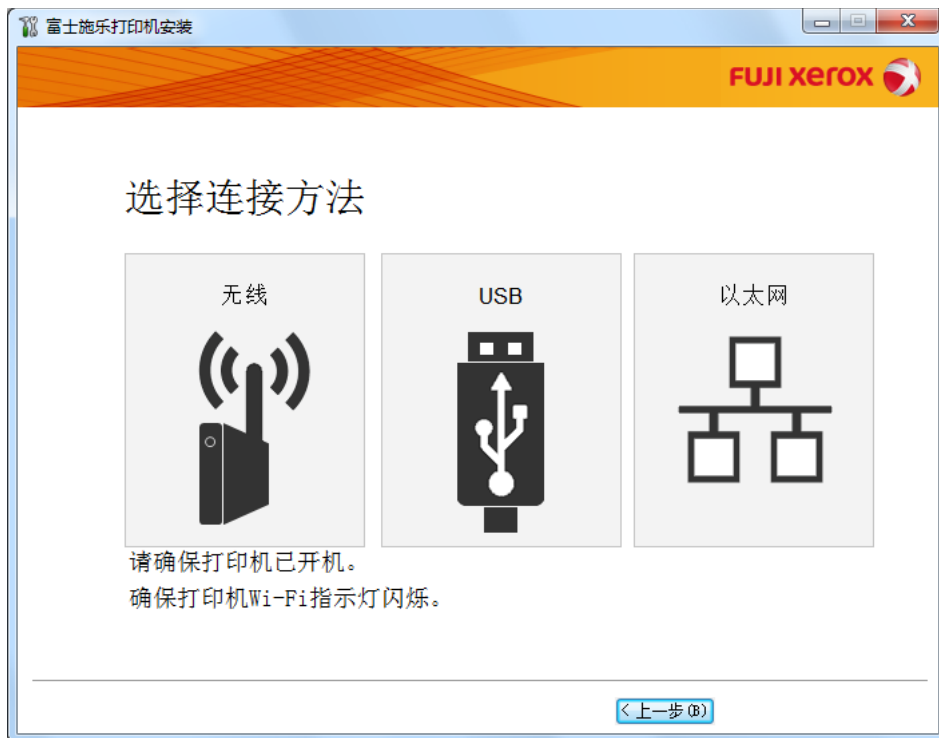 富士施乐打印机安装
FUJI xerox
选择连接方法
无线
USB
以太网
请确保打印机已开机。
确保打印机Wi-Fi指示灯闪烁。
<上一步(B)